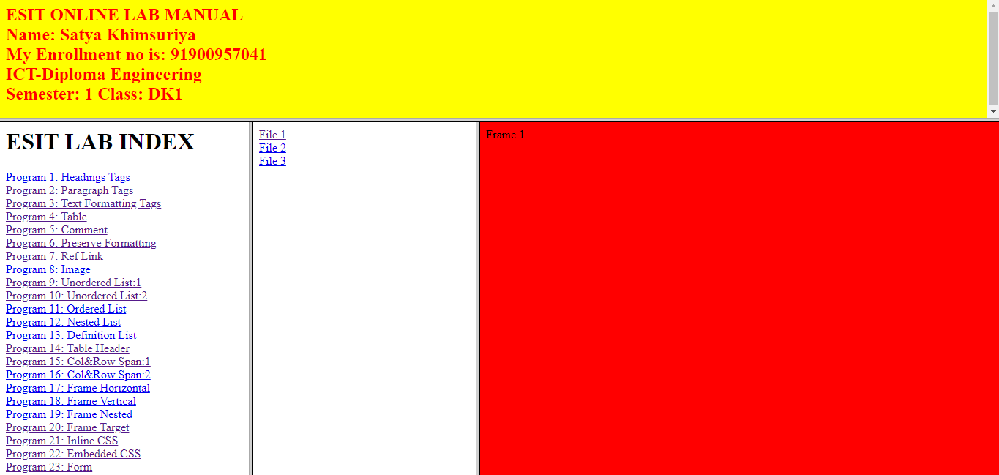 ESIT ONLINE LAB MANUAL
Name: Satya Khimsuriya
My Enrollment no is: 91900957041
ICT-Diploma Engineering
Semester: 1 Class: DK1
ESIT LAB INDEX
Program 1: Headings Tags
Program 2: Paragraph Tags
Program 3: Text Formatting Tags
Program 4: Table
Program 5: Comment
Program 6: Preserve Formatting
Program 7: Ref Link
Program 8: Image
Program 9: Unordered List:1
Program 10: Unordered List:2
Program 11: Ordered List
Program 12: Nested List
Program 13: Definition List
Program 14: Table Header
Program 15: Col&Row Span:1
Program 16: Col&Row Span:2
Program 17: Frame Horizontal
Program 18: Frame Vertical
Program 19: Frame Nested
Program 20: Frame Target
Program 21: Inline CSS
Program 22: Embedded CSS
Program 23: Form
File 1
File 2
File 3
Frame 1